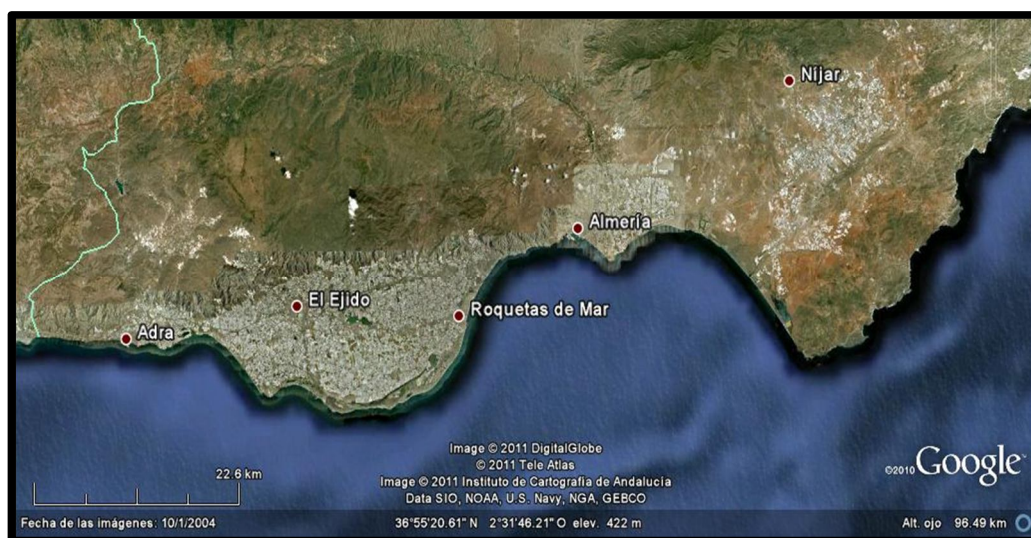 Níjar
Almería
El Ejido
Roquetas de Mar
Adra
Image © 2011 DigitalGlobe
© 2011 Tele Atlas
Image © 2011 Instituto de Cartografía de Andalucía
Data SIO, NOAA, U.S. Navy, NGA, GEBCO
©2010 Google™
22.6 km
Fecha de las imágenes: 10/1/2004 36°55'20.61" N 2°31'46.21" O elev. 422 m Alt. ojo 96.49 km